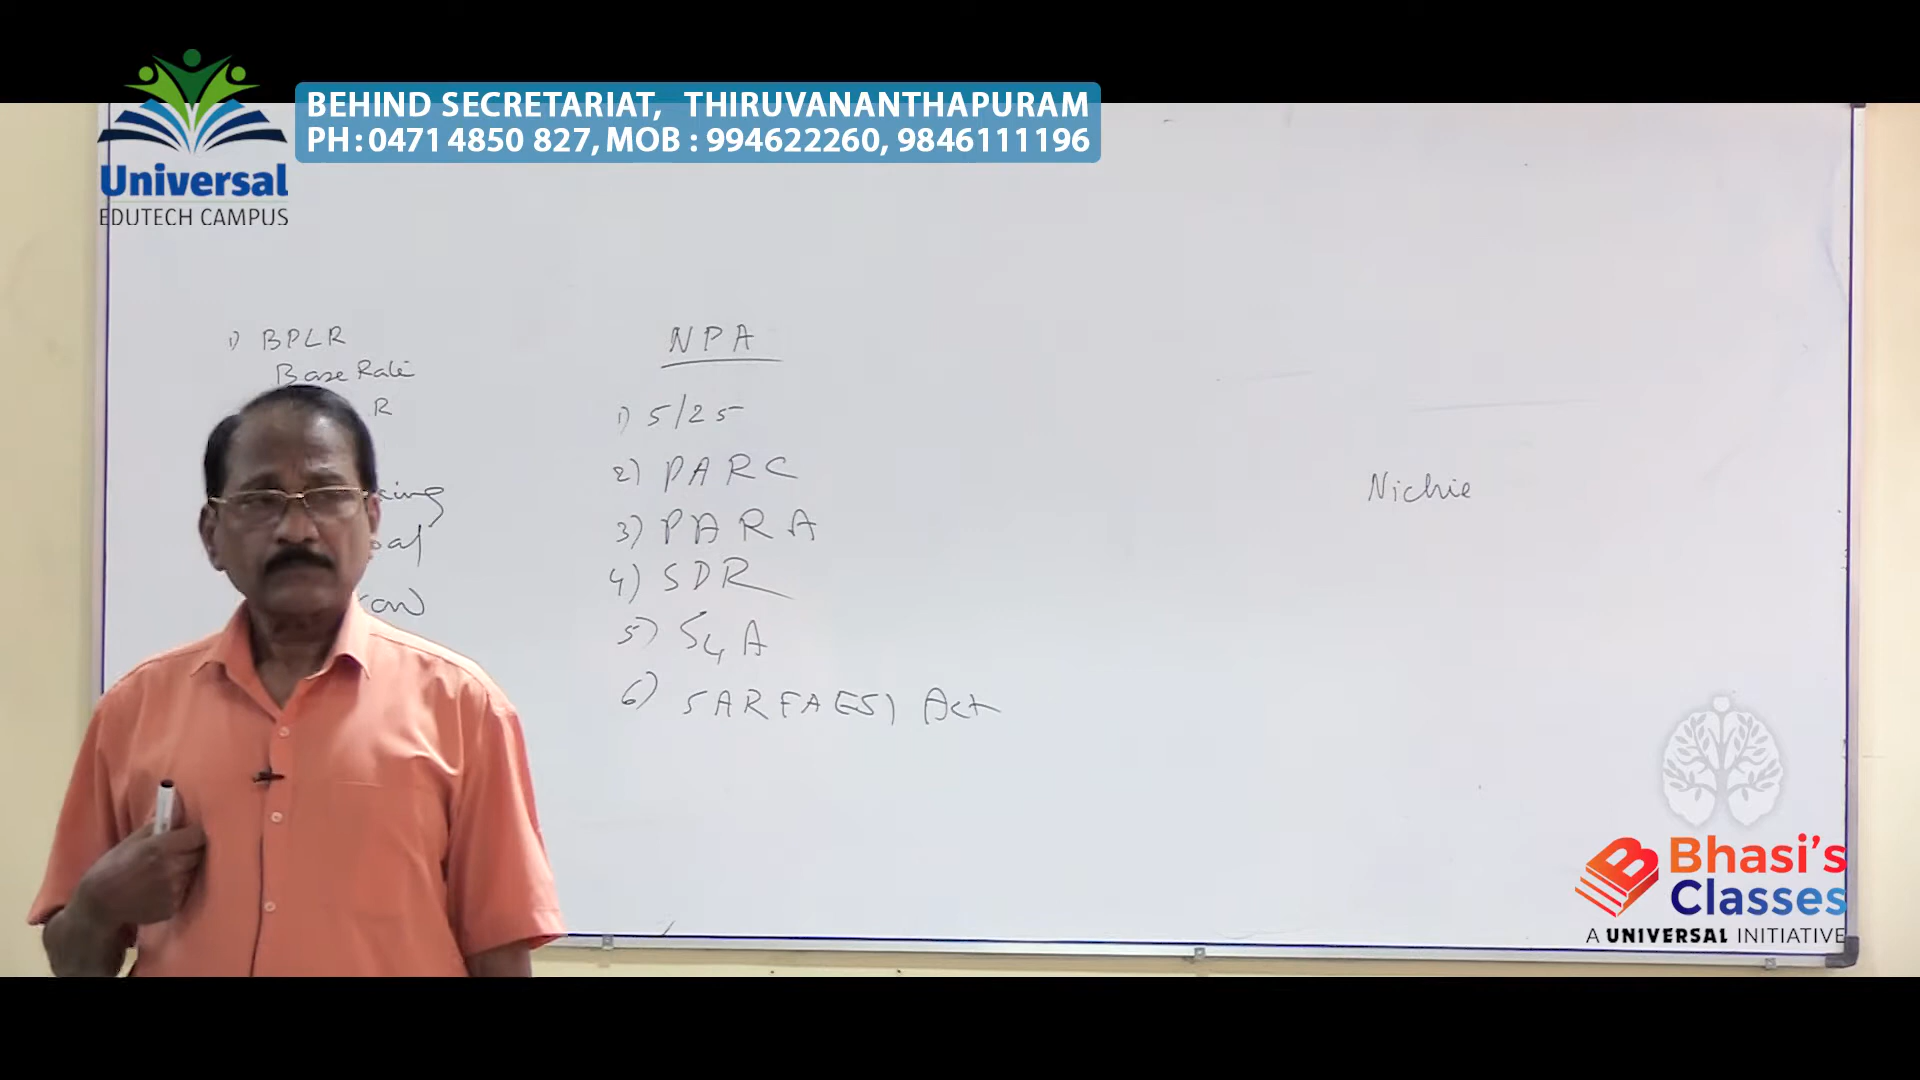 BEHIND SECRETARIAT, THIRUVANANTHAPURAM
PH: 0471 4850 827, MOB : 994622260, 9846111196
Universal
EDUTECH CAMPUS
1) BPLR
Base Rate
R
NPA
1) 5/25
2) PARC
3) PARA
4) SDR
5) S4A
6) SARFAESI Act
Nichie
Bhasi's
Classes
A UNIVERSAL INITIATIVE